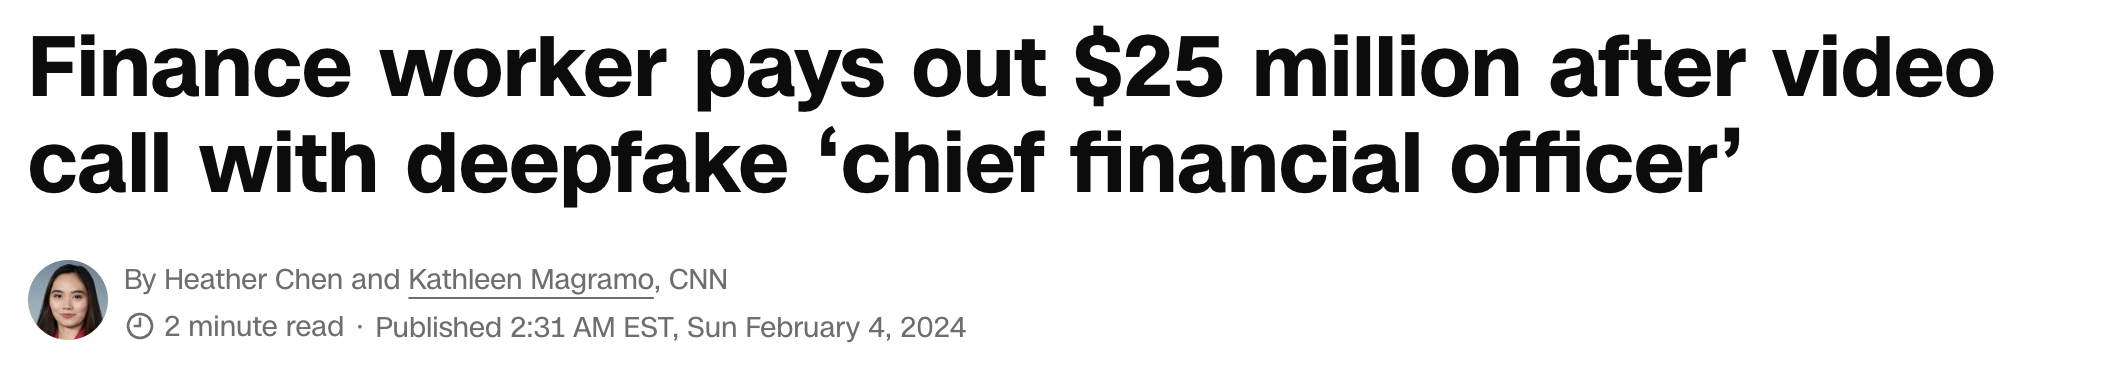 Finance worker pays out $25 million after video
call with deepfake ‘chief financial officer’
By Heather Chen and Kathleen Magramo, CNN
2 minute read · Published 2:31 AM EST, Sun February 4, 2024